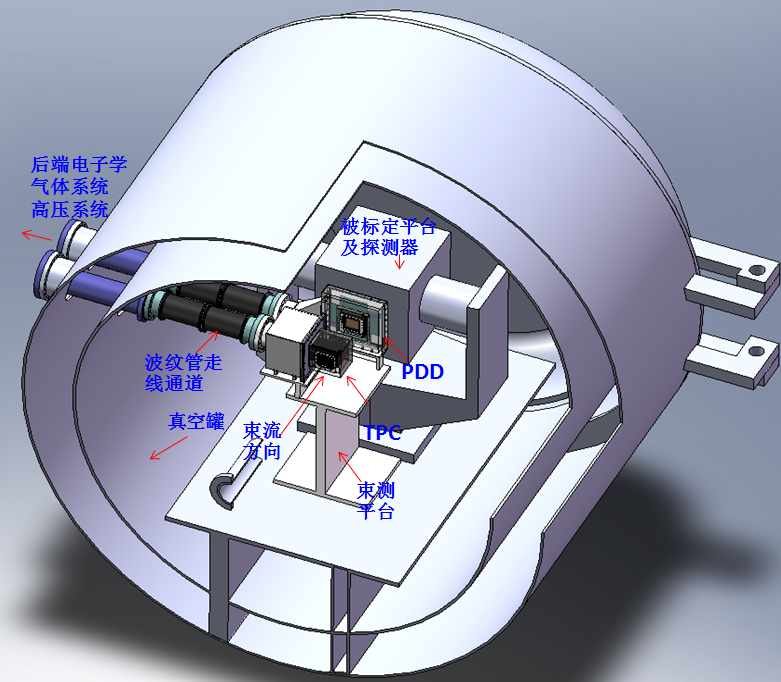 后端电子学
气体系统
高压系统
被标定平台
及探测器
波纹管走
线通道
PDD
真空罐
束流
方向
TPC
束测
平台